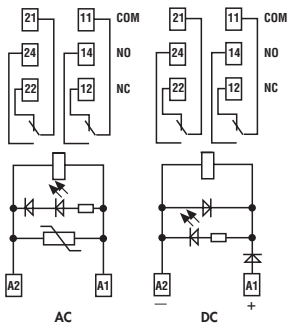 21 11 COM 21 11 COM
24 14 NO 24 14 NO
22 12 NC 22 12 NC
A2 A1 A2 A1
— +
AC DC